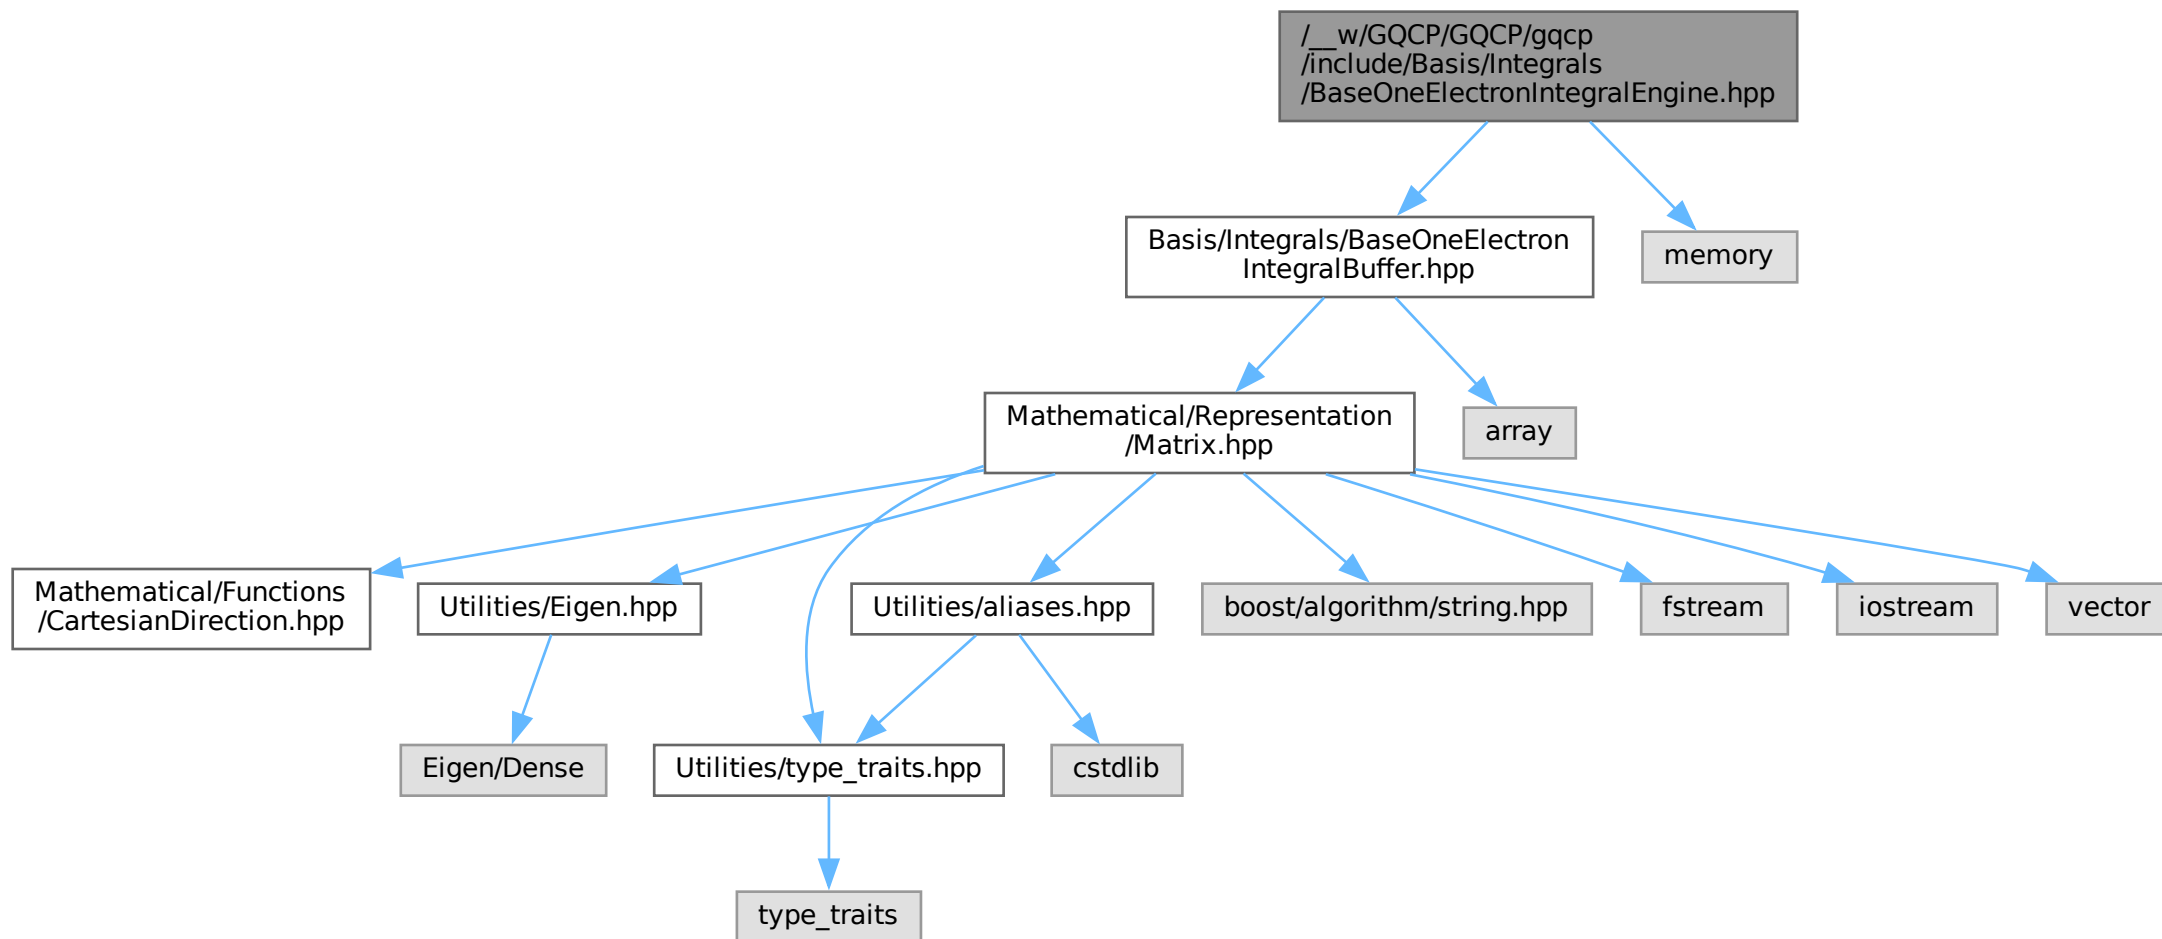 /__w/GQCP/GQCP/gqcp
/include/Basis/Integrals
/BaseOneElectronIntegralEngine.hpp
Basis/Integrals/BaseOneElectron
IntegralBuffer.hpp
memory
Mathematical/Representation
/Matrix.hpp
array
Mathematical/Functions
/CartesianDirection.hpp
Utilities/Eigen.hpp
Utilities/aliases.hpp
boost/algorithm/string.hpp
fstream
iostream
vector
Eigen/Dense
Utilities/type_traits.hpp
cstdlib
type_traits